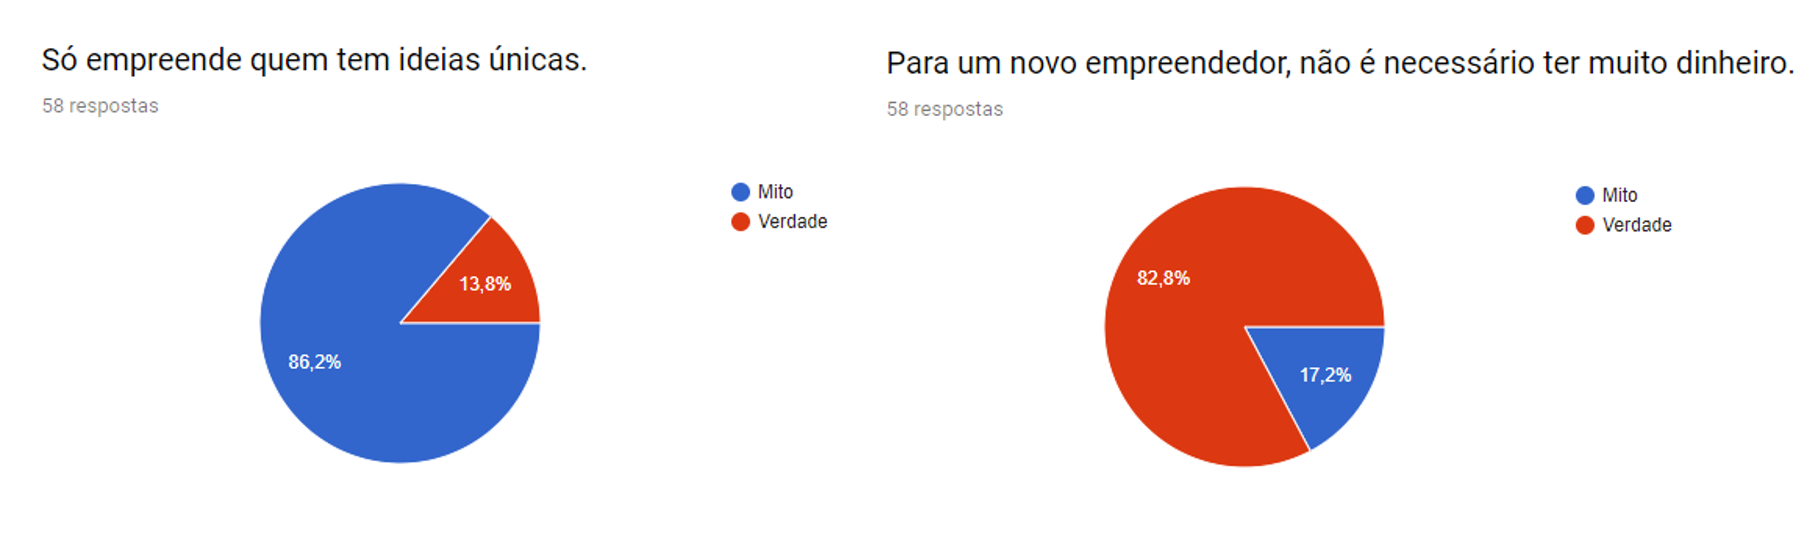 Só empreende quem tem ideias únicas.
58 respostas
Mito
Verdade
13,8%
86,2%
Para um novo empreendedor, não é necessário ter muito dinheiro.
58 respostas
Mito
Verdade
82,8%
17,2%